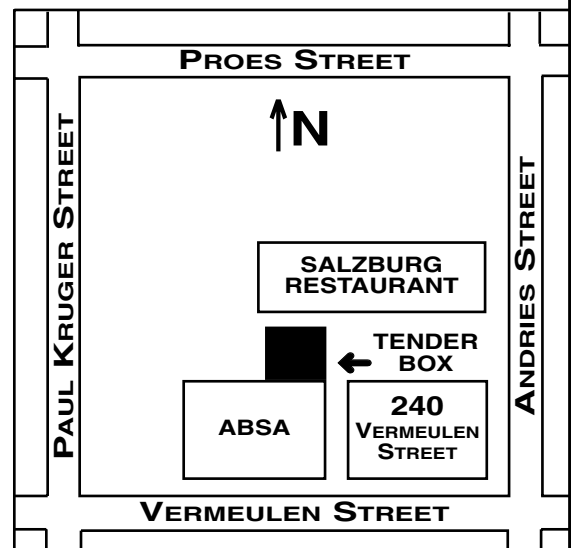 PROES STREET
N
PAUL KRUGER STREET
ANDRIES STREET
SALZBURG
RESTAURANT
TENDER
BOX
ABSA
240
VERMEULEN
STREET
VERMEULEN STREET